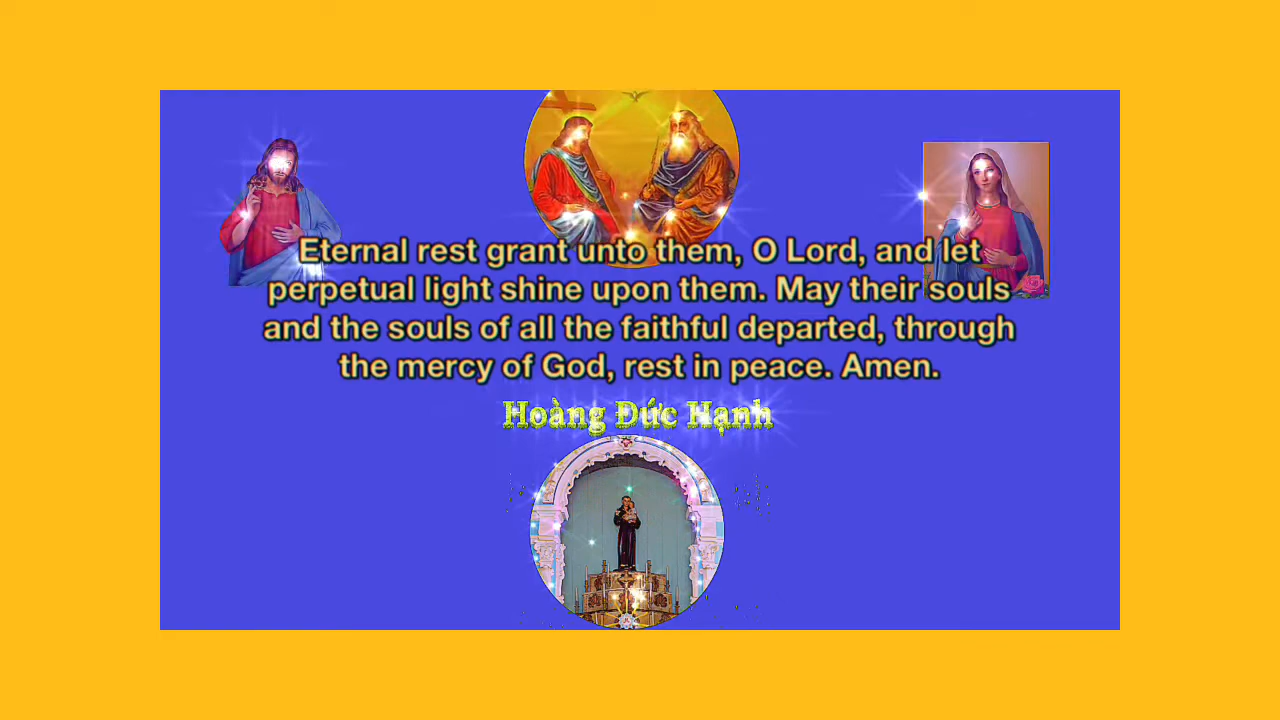 Eternal rest grant unto them, O Lord, and let
perpetual light shine upon them. May their souls
and the souls of all the faithful departed, through
the mercy of God, rest in peace. Amen.
Hoàng Đức Hạnh